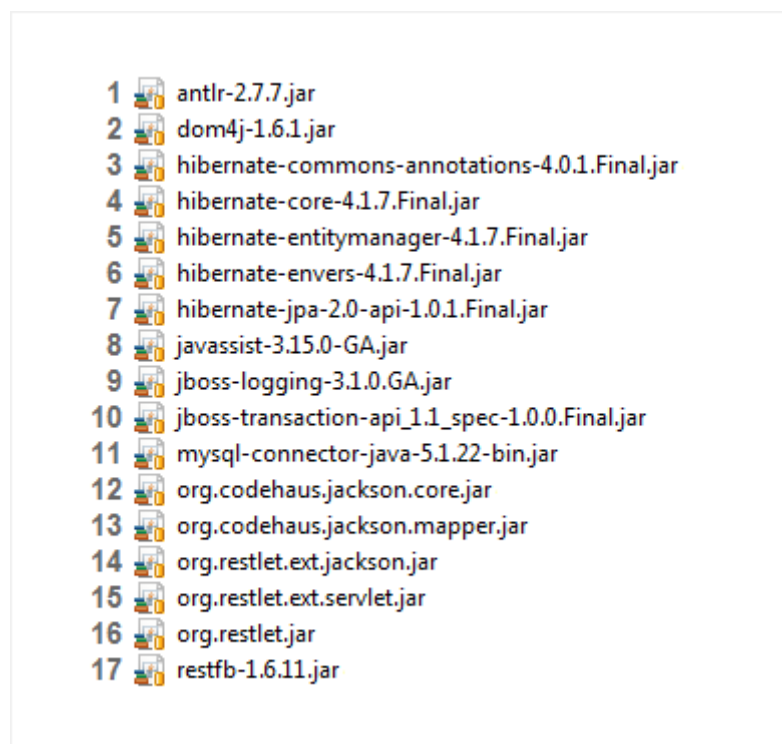 1 antlr-2.7.7.jar
2 dom4j-1.6.1.jar
3 hibernate-commons-annotations-4.0.1.Final.jar
4 hibernate-core-4.1.7.Final.jar
5 hibernate-entitymanager-4.1.7.Final.jar
6 hibernate-envers-4.1.7.Final.jar
7 hibernate-jpa-2.0-api-1.0.1.Final.jar
8 javassist-3.15.0-GA.jar
9 jboss-logging-3.1.0.GA.jar
10 jboss-transaction-api_1.1_spec-1.0.0.Final.jar
11 mysql-connector-java-5.1.22-bin.jar
12 org.codehaus.jackson.core.jar
13 org.codehaus.jackson.mapper.jar
14 org.restlet.ext.jackson.jar
15 org.restlet.ext.servlet.jar
16 org.restlet.jar
17 restfb-1.6.11.jar